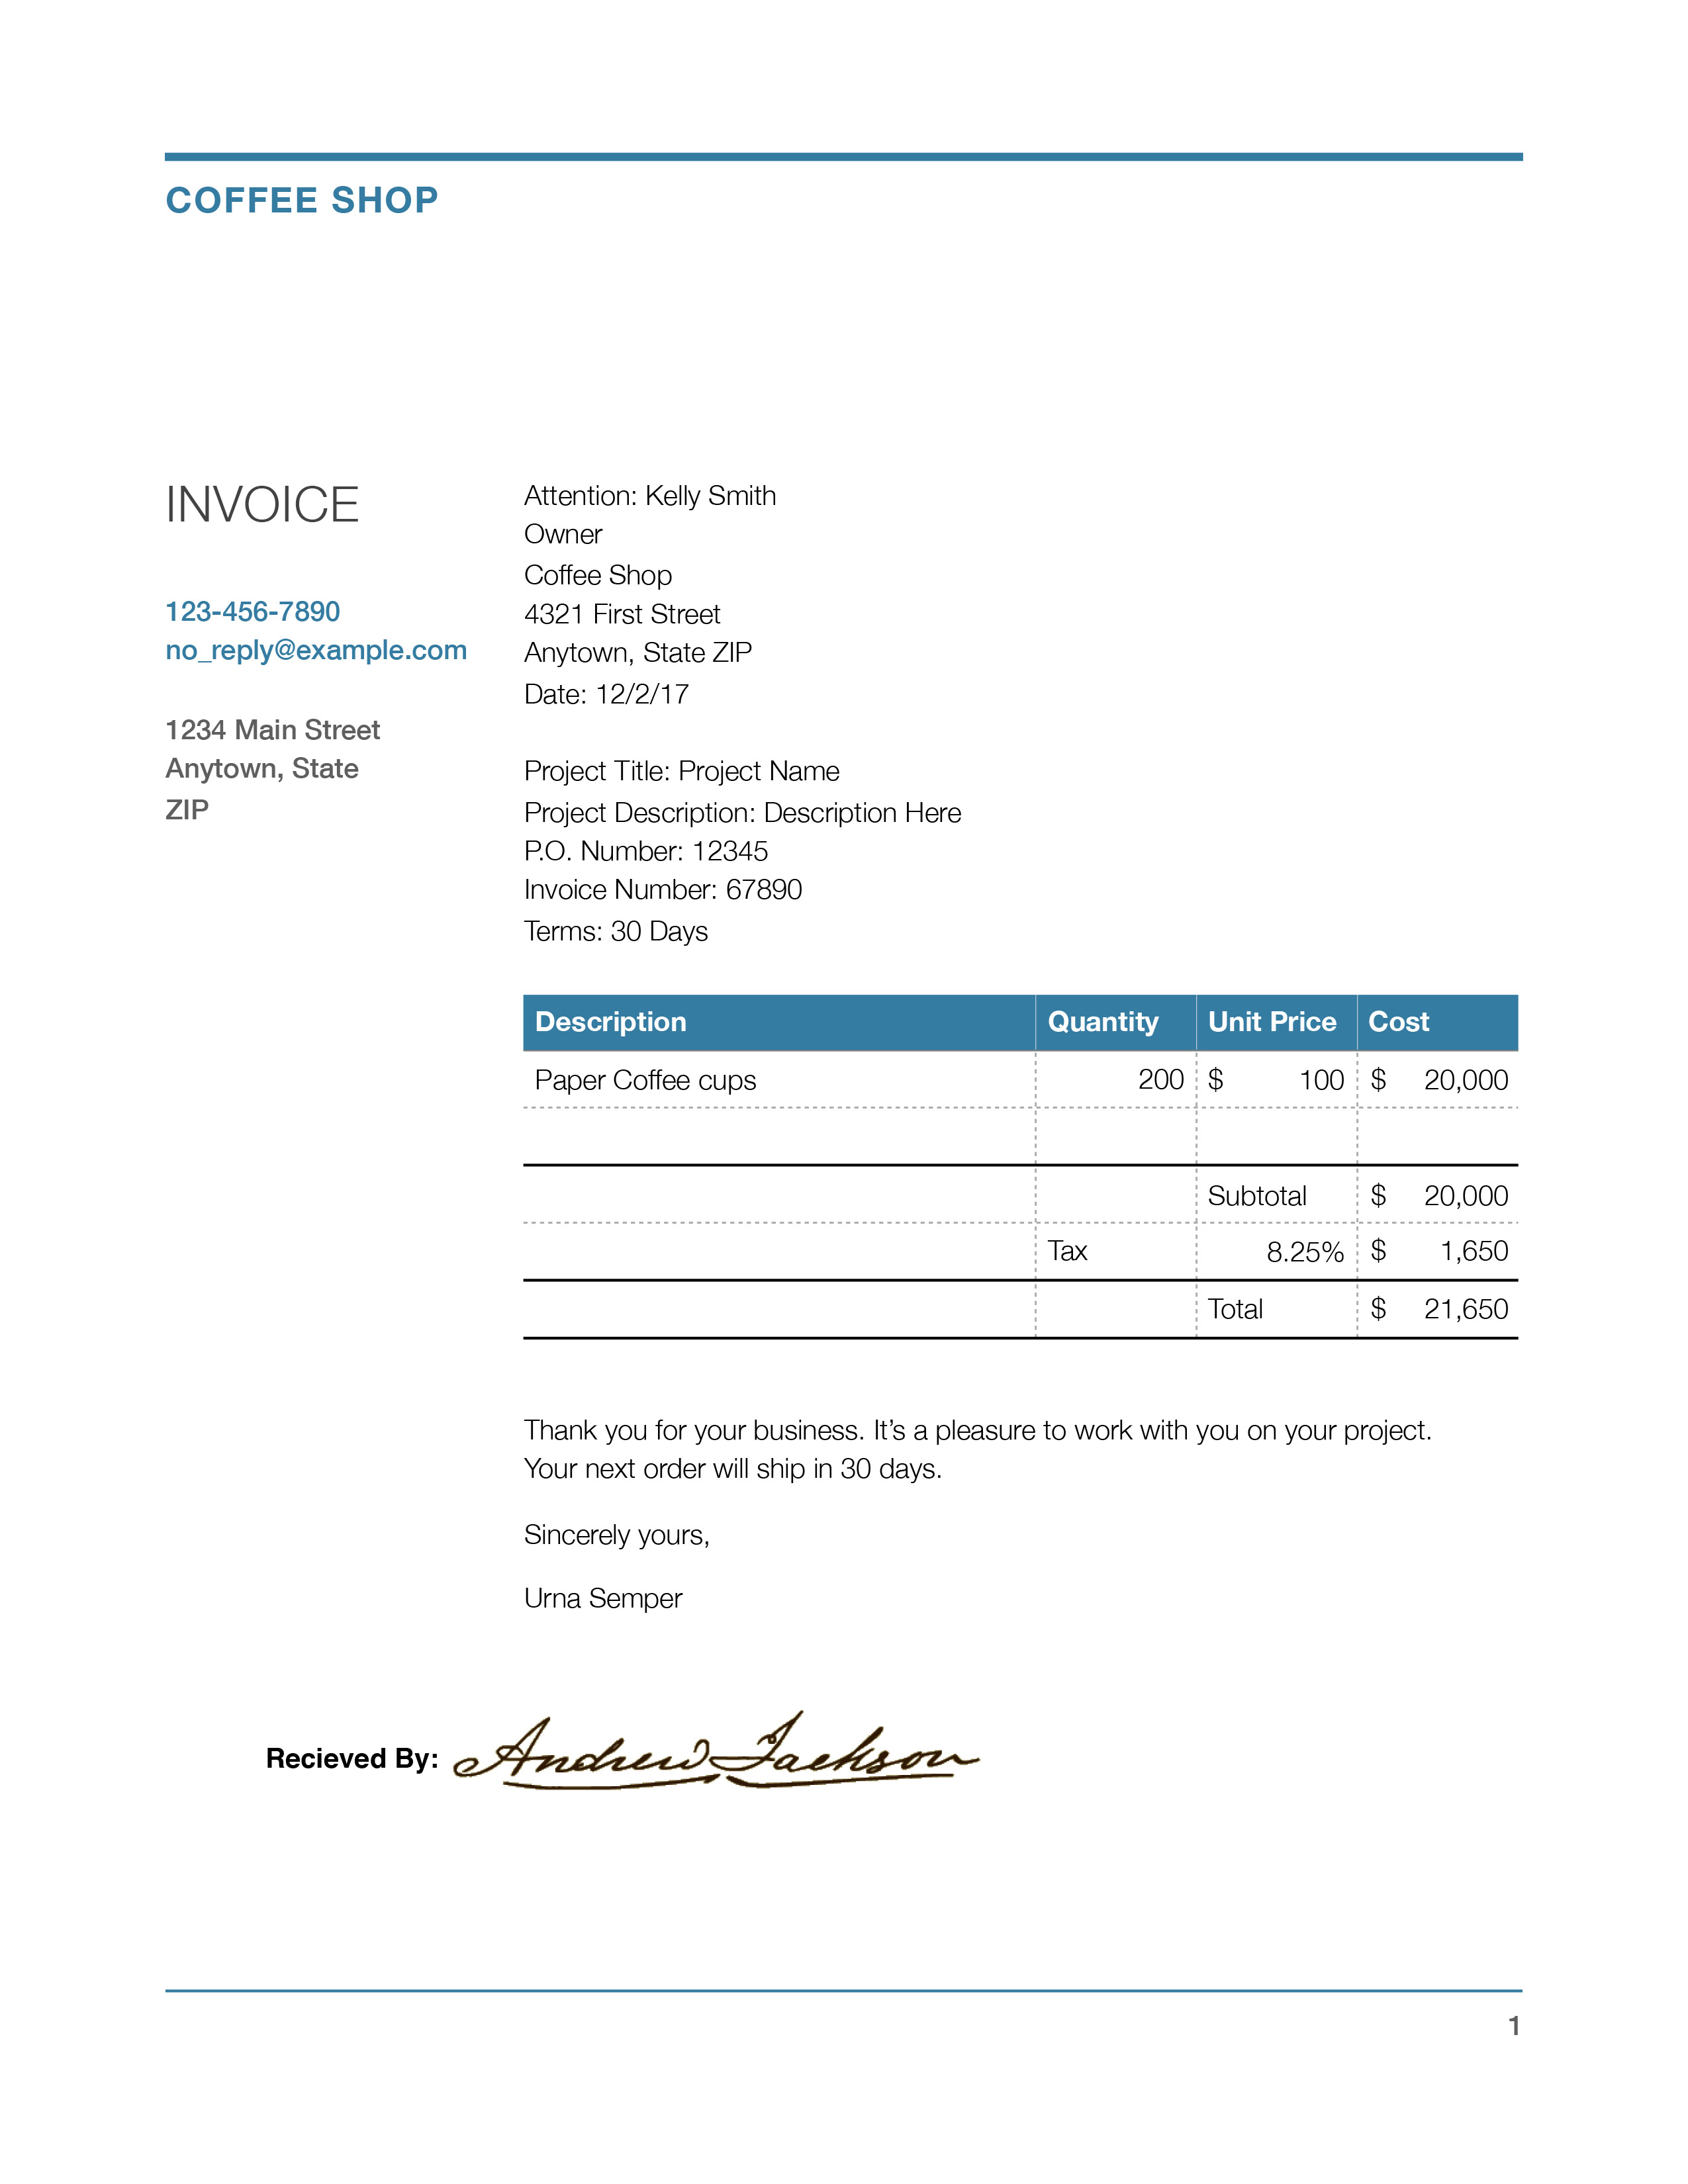 COFFEE SHOP
INVOICE
123-456-7890
no_reply@example.com
1234 Main Street
Anytown, State
ZIP
Attention: Kelly Smith
Owner
Coffee Shop
4321 First Street
Anytown, State ZIP
Date: 12/2/17
Project Title: Project Name
Project Description: Description Here
P.O. Number: 12345
Invoice Number: 67890
Terms: 30 Days
Description Quantity Unit Price Cost
Paper Coffee cups 200 $ 100 $ 20,000
Subtotal $ 20,000
Tax 8.25% $ 1,650
Total $ 21,650
Thank you for your business. It’s a pleasure to work with you on your project.
Your next order will ship in 30 days.
Sincerely yours,
Urna Semper
Recieved By: Andrew Jackson
1